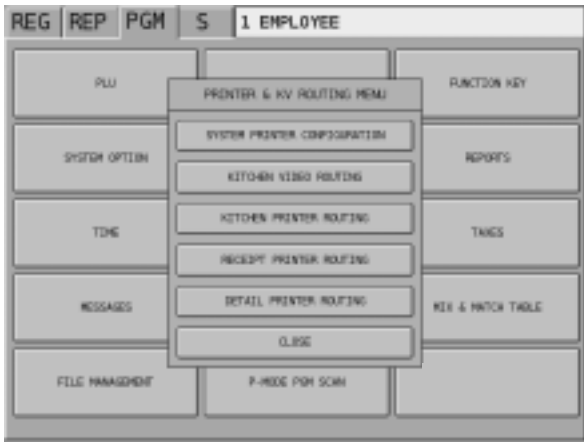 REG REP PGM S 1 EMPLOYEE
PLU
FUNCTION KEY
PRINTER & KV ROUTING MENU
SYSTEM PRINTER CONFIGURATION
SYSTEM OPTION
REPORTS
KITCHEN VIDEO ROUTING
KITCHEN PRINTER ROUTING
TIME
TAXES
RECEIPT PRINTER ROUTING
DETAIL PRINTER ROUTING
MESSAGES
MIX & MATCH TABLE
CLOSE
FILE MANAGEMENT
P-MODE PGM SCAN